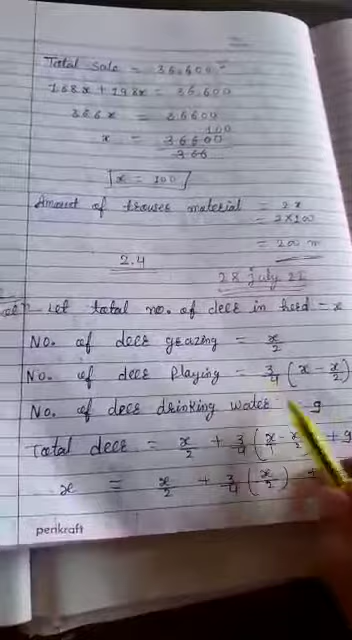 Total sale = 36,600
168x + 198x = 36,600
366x = 36600
100
x = 36600
366
x = 100
Amount of trouser material = 2x
= 2×100
= 200 m
2.4
28 July 21
Let total no. of deer in herd = x
No. of deer grazing = x/2
No. of deer Playing = 3/4 (x - x/2)
No. of deer drinking water 9
Total deer = x/2 + 3/4 (x/1 - x/2 + 9
x = x/2 + 3/4 (x/2) +
penkraft